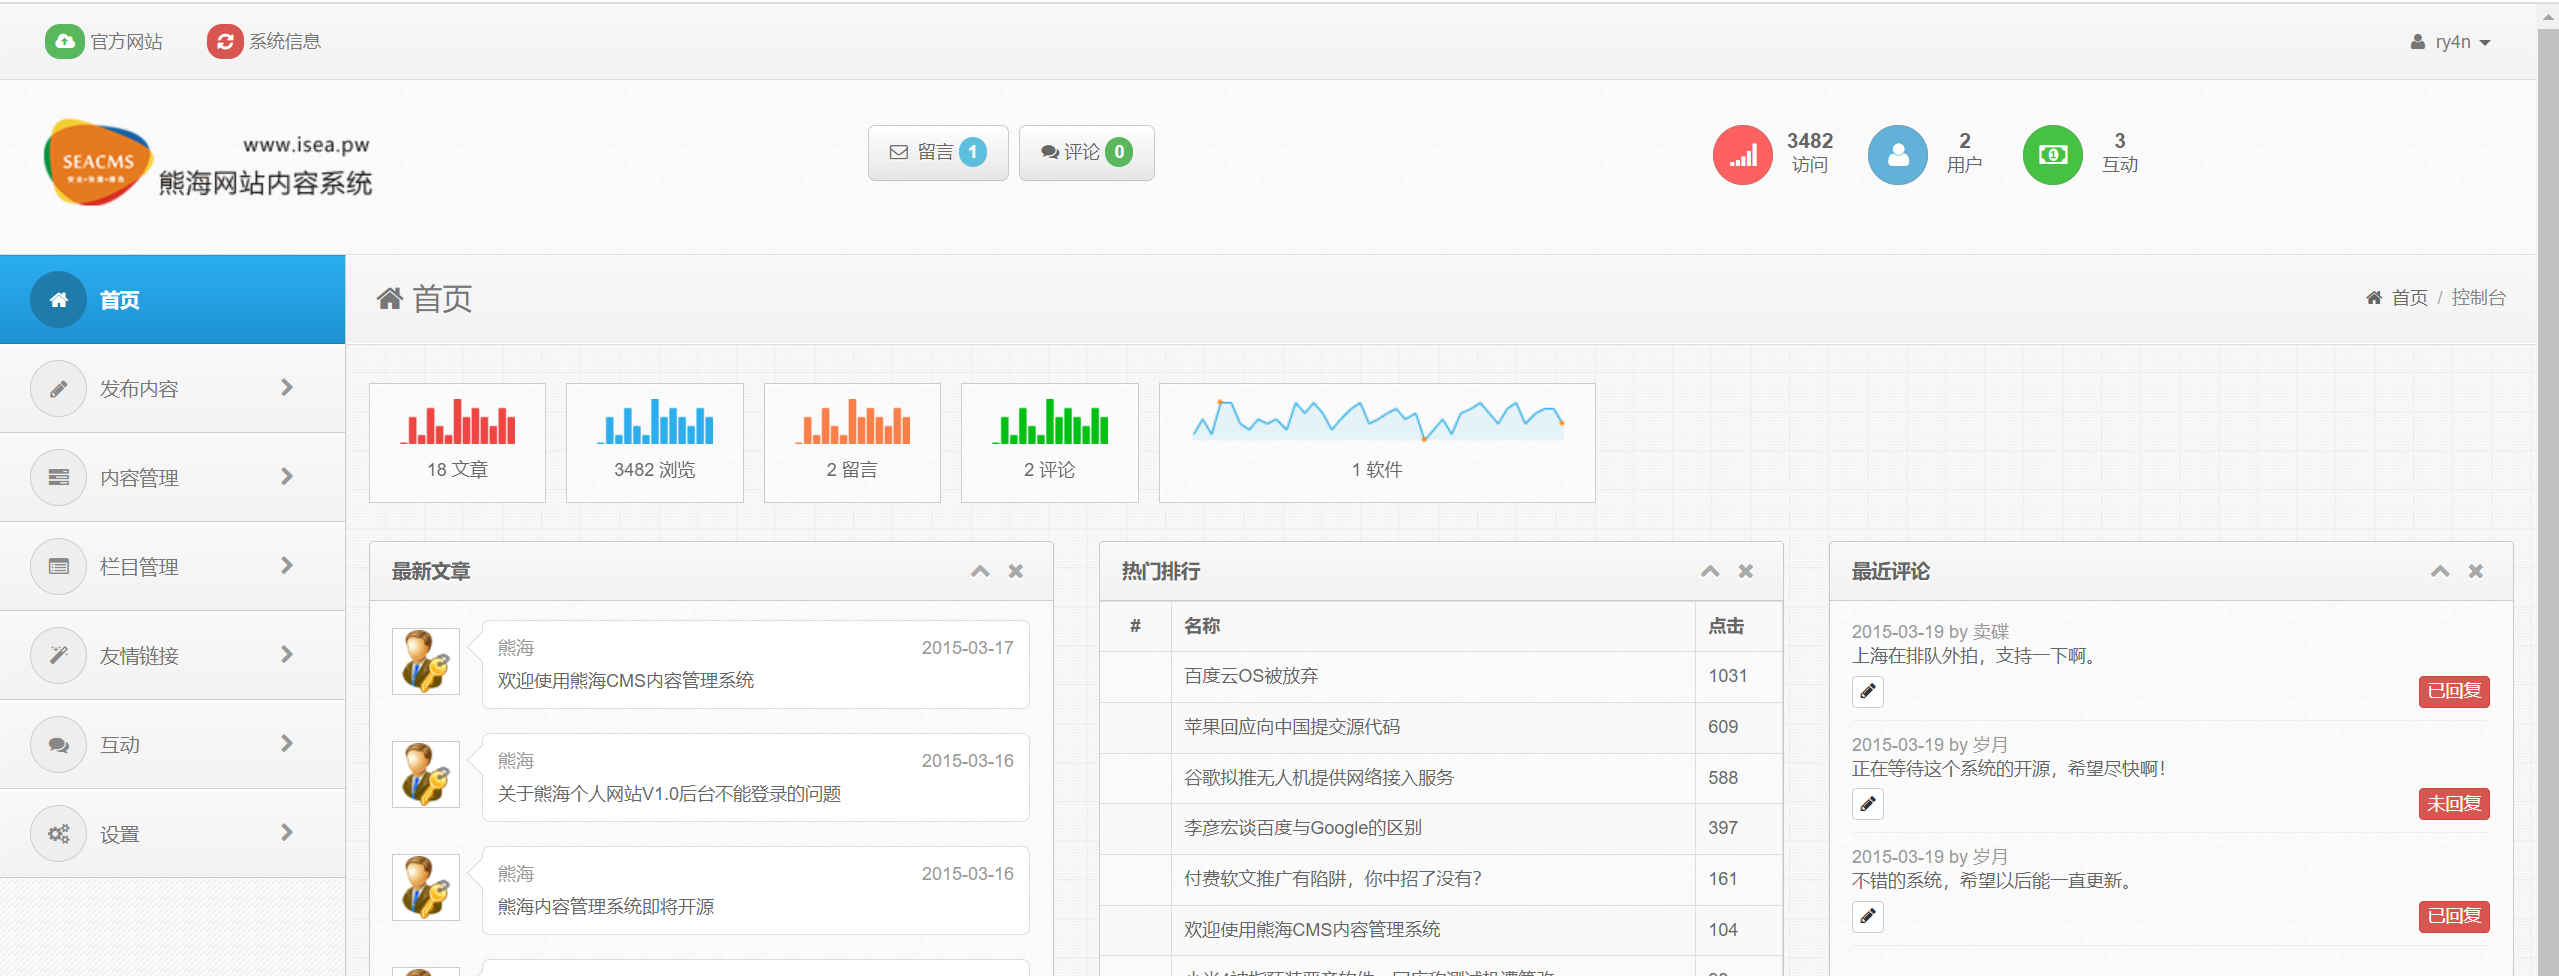 官方网站 系统信息 ry4n
www.isea.pw
SEACMS
熊海网站内容系统
留言 1 评论 0
3482 访问
2 用户
3 互动
首页
发布内容
内容管理
栏目管理
友情链接
互动
设置
首页
首页 / 控制台
18 文章
3482 浏览
2 留言
2 评论
1 软件
最新文章
熊海 2015-03-17
欢迎使用熊海CMS内容管理系统
熊海 2015-03-16
关于熊海个人网站V1.0后台不能登录的问题
熊海 2015-03-16
熊海内容管理系统即将开源
热门排行
# 名称 点击
百度云OS被放弃 1031
苹果回应向中国提交源代码 609
谷歌拟推无人机提供网络接入服务 588
李彦宏谈百度与Google的区别 397
付费软文推广有陷阱，你中招了没有？ 161
欢迎使用熊海CMS内容管理系统 104
最近评论
2015-03-19 by 卖碟
上海在排队外拍，支持一下啊。
已回复
2015-03-19 by 岁月
正在等待这个系统的开源，希望尽快啊！
未回复
2015-03-19 by 岁月
不错的系统，希望以后能一直更新。
已回复